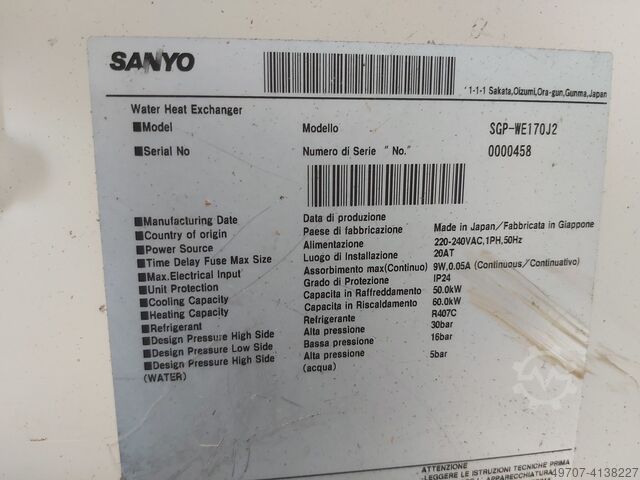 SANYO
1-1-1 Sakata,Oizumi,Ora-gun,Gunma,Japan
Water Heat Exchanger
■Model Modello SGP-WE170J2
■Serial No Numero di Serie "No." 0000458
■Manufacturing Date Data di produzione
■Country of origin Paese di fabbricazione Made in Japan/Fabbricata in Giappone
■Power Source Alimentazione 220-240VAC,1PH,50Hz
■Time Delay Fuse Max Size Luogo di Installazione 20AT
■Max.Electrical Input Assorbimento max(Continuo) 9W,0.05A (Continuous/Continuativo)
■Unit Protection Grado di Protezione IP24
■Cooling Capacity Capacita in Raffreddamento 50.0kW
■Heating Capacity Capacita in Riscaldamento 60.0kW
■Refrigerant Refrigerante R407C
■Design Pressure High Side Alta pressione 30bar
■Design Pressure Low Side Bassa pressione 16bar
■Design Pressure High Side Alta pressione 5bar
(WATER) (acqua)
ATTENZIONE
LEGGERE LE ISTRUZIONI TECNICHE PRIMA
49707-4138227